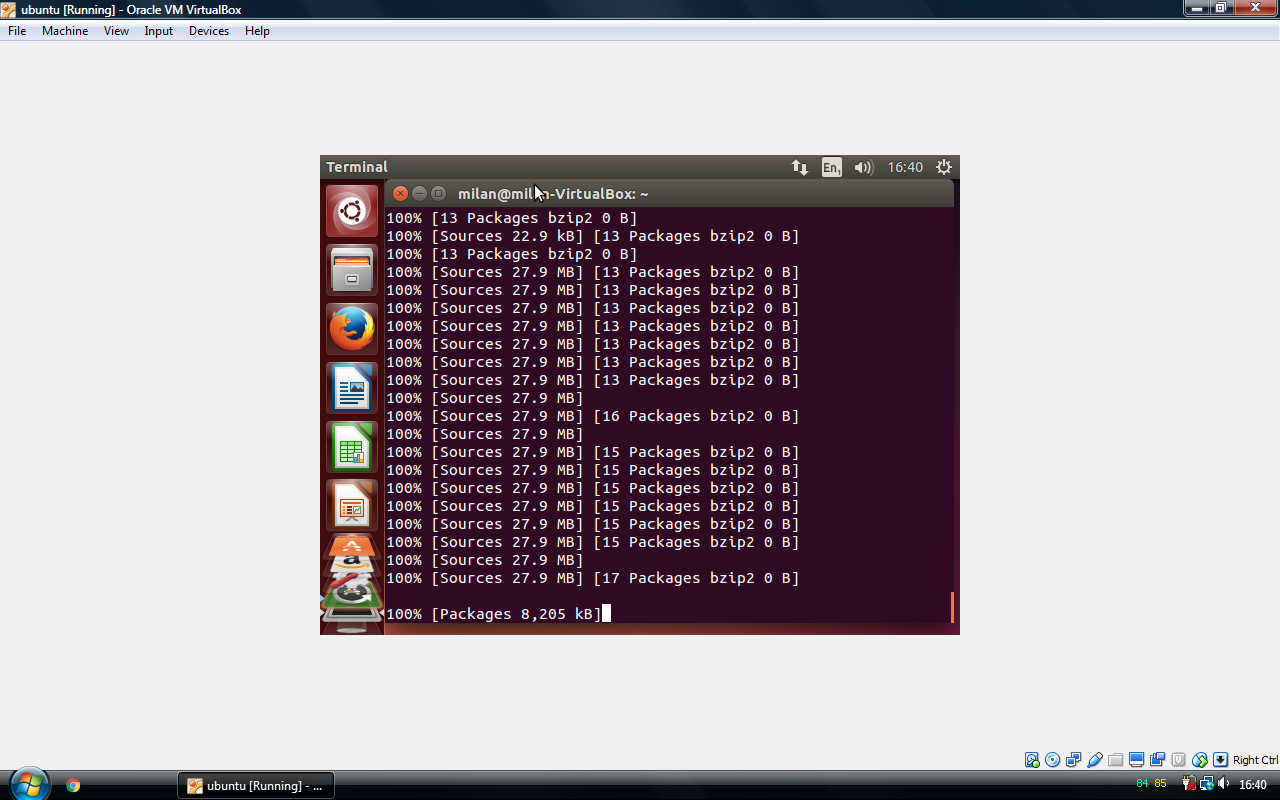 ubuntu [Running] - Oracle VM VirtualBox
File Machine View Input Devices Help
Terminal En1 16:40
milan@mil n-VirtualBox: ~
100% [13 Packages bzip2 0 B]
100% [Sources 22.9 kB] [13 Packages bzip2 0 B]
100% [13 Packages bzip2 0 B]
100% [Sources 27.9 MB] [13 Packages bzip2 0 B]
100% [Sources 27.9 MB] [13 Packages bzip2 0 B]
100% [Sources 27.9 MB] [13 Packages bzip2 0 B]
100% [Sources 27.9 MB] [13 Packages bzip2 0 B]
100% [Sources 27.9 MB] [13 Packages bzip2 0 B]
100% [Sources 27.9 MB] [13 Packages bzip2 0 B]
100% [Sources 27.9 MB] [13 Packages bzip2 0 B]
100% [Sources 27.9 MB]
100% [Sources 27.9 MB] [16 Packages bzip2 0 B]
100% [Sources 27.9 MB]
100% [Sources 27.9 MB] [15 Packages bzip2 0 B]
100% [Sources 27.9 MB] [15 Packages bzip2 0 B]
100% [Sources 27.9 MB] [15 Packages bzip2 0 B]
100% [Sources 27.9 MB] [15 Packages bzip2 0 B]
100% [Sources 27.9 MB] [15 Packages bzip2 0 B]
100% [Sources 27.9 MB] [15 Packages bzip2 0 B]
100% [Sources 27.9 MB]
100% [Sources 27.9 MB] [17 Packages bzip2 0 B]
100% [Packages 8,205 kB]
Right Ctrl
ubuntu [Running] - ... 84 85 16:40